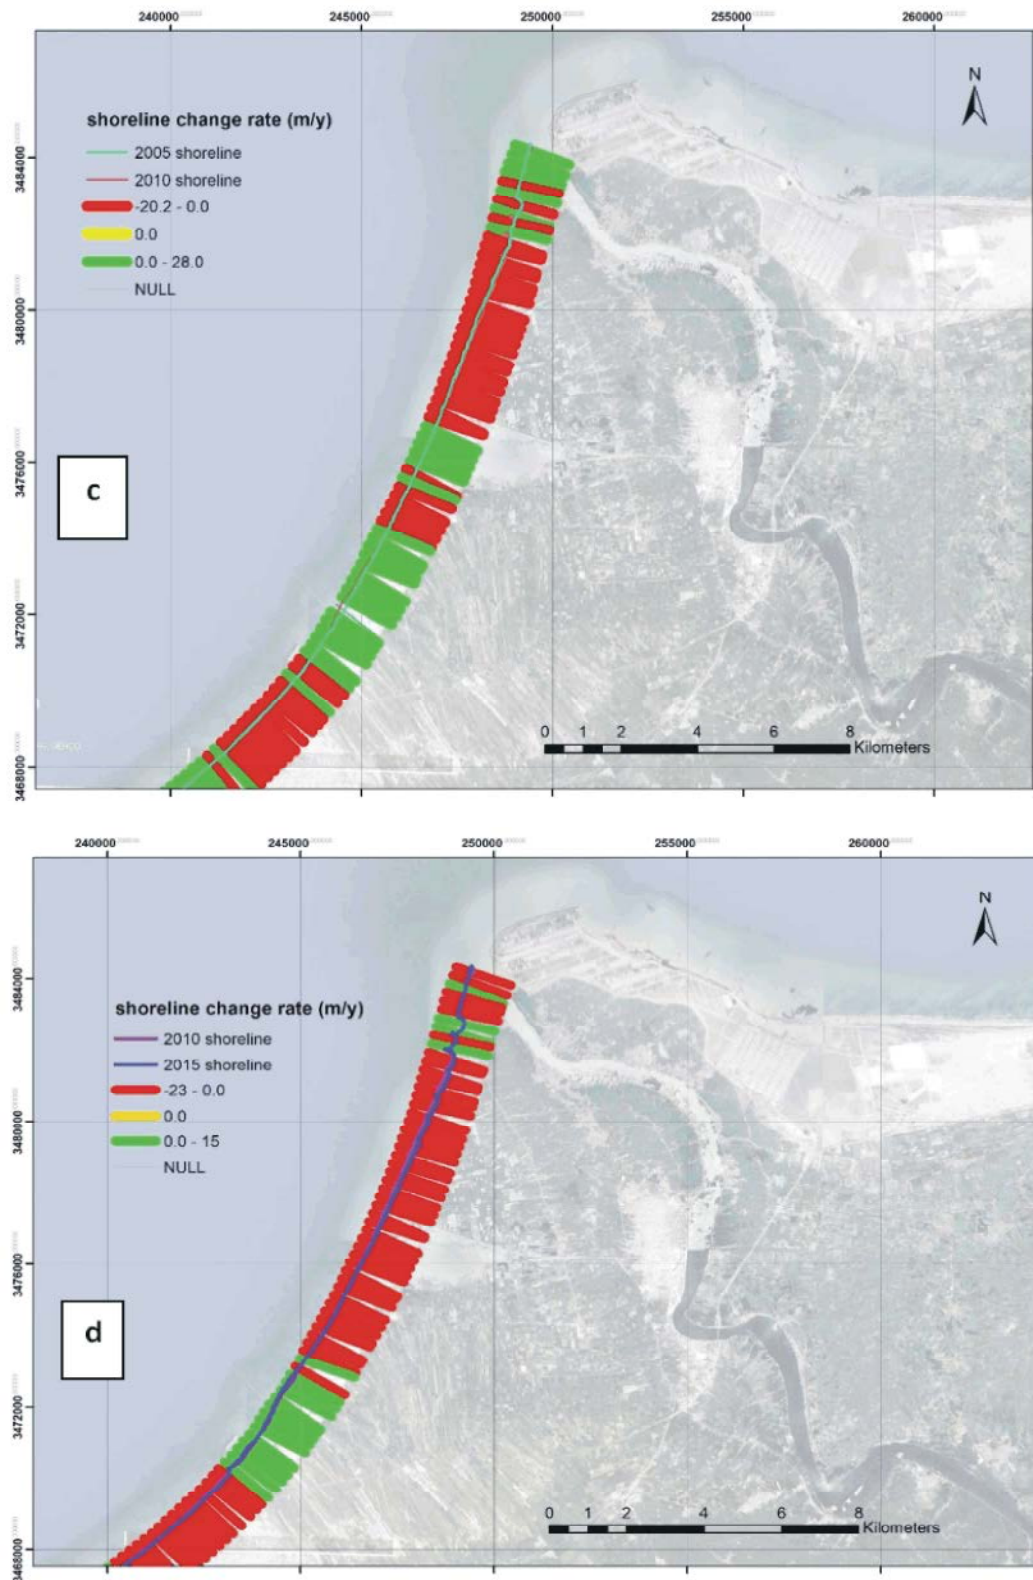 240000 245000 250000 255000 260000
N
shoreline change rate (m/y)
2005 shoreline
2010 shoreline
-20.2 - 0.0
0.0
0.0 - 28.0
NULL
3484000
3480000
3476000
3472000
3468000
c
0 1 2 4 6 8
Kilometers
240000 245000 250000 255000 260000
N
shoreline change rate (m/y)
2010 shoreline
2015 shoreline
-23 - 0.0
0.0
0.0 - 15
NULL
3484000
3480000
3476000
3472000
3468000
d
0 1 2 4 6 8
Kilometers